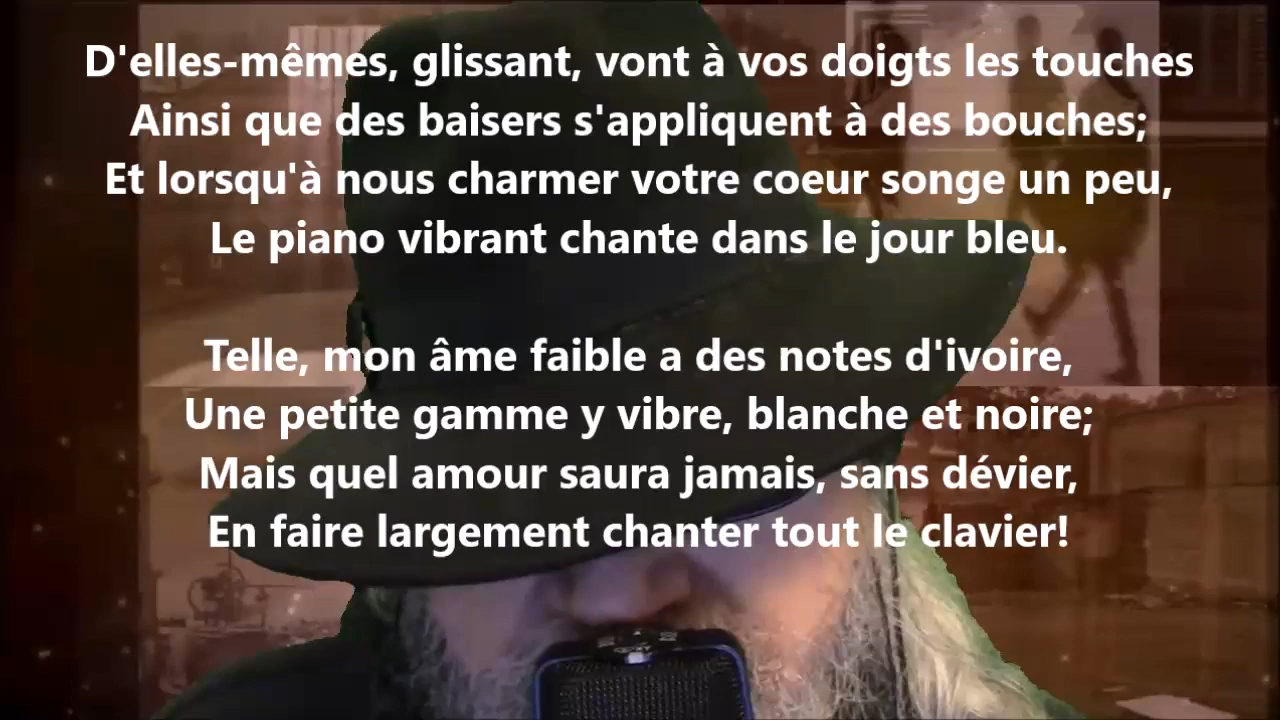 D'elles-mêmes, glissant, vont à vos doigts les touches
Ainsi que des baisers s'appliquent à des bouches;
Et lorsqu'à nous charmer votre coeur songe un peu,
Le piano vibrant chante dans le jour bleu.
Telle, mon âme faible a des notes d'ivoire,
Une petite gamme y vibre, blanche et noire;
Mais quel amour saura jamais, sans dévier,
En faire largement chanter tout le clavier!